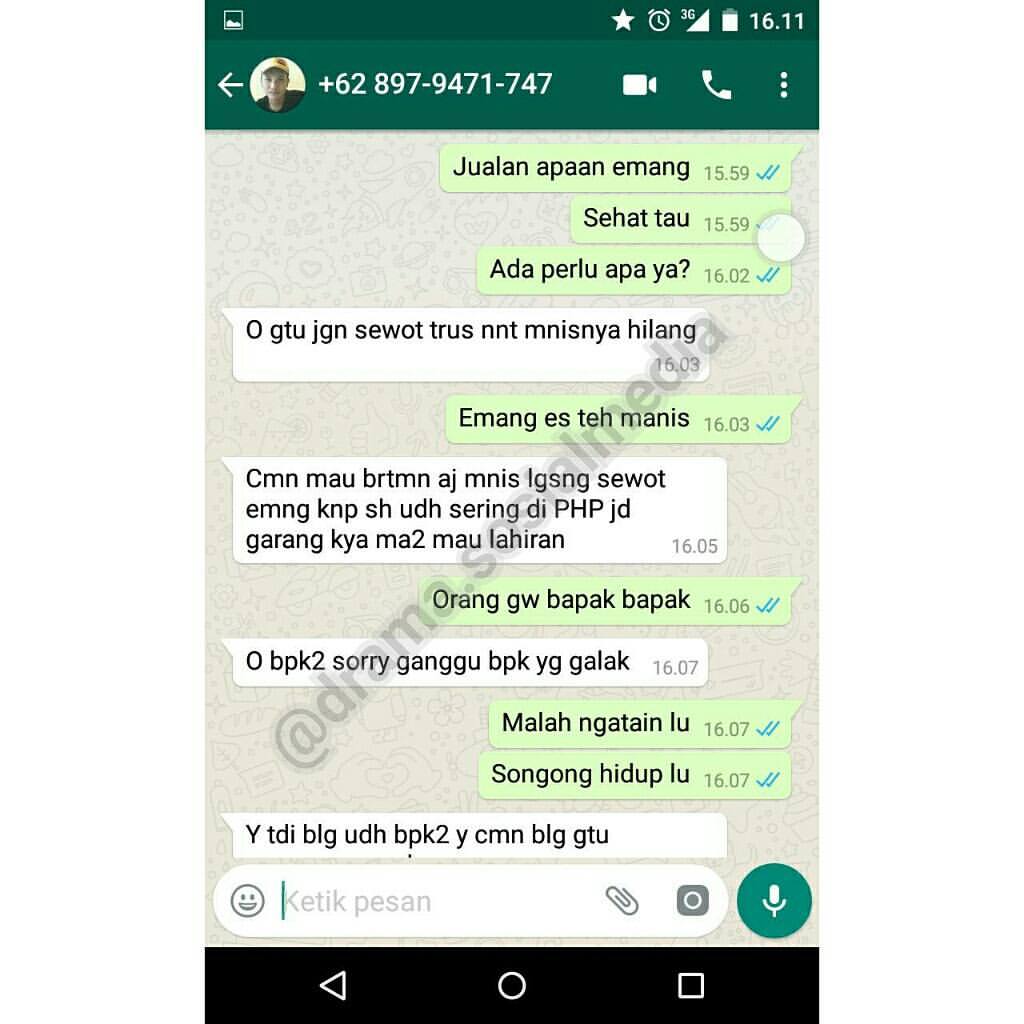 3G 16.11
+62 897-9471-747
Jualan apaan emang 15.59
Sehat tau 15.59
Ada perlu apa ya? 16.02
O gtu jgn sewot trus nnt mnisnya hilang
16.03
Emang es teh manis 16.03
Cmn mau brtmn aj mnis lgsng sewot
emng knp sh udh sering di PHP jd
garang kya ma2 mau lahiran 16.05
Orang gw bapak bapak 16.06
O bpk2 sorry ganggu bpk yg galak 16.07
Malah ngatain lu 16.07
Songong hidup lu 16.07
Y tdi blg udh bpk2 y cmn blg gtu
Ketik pesan
@drama.sosialmedia